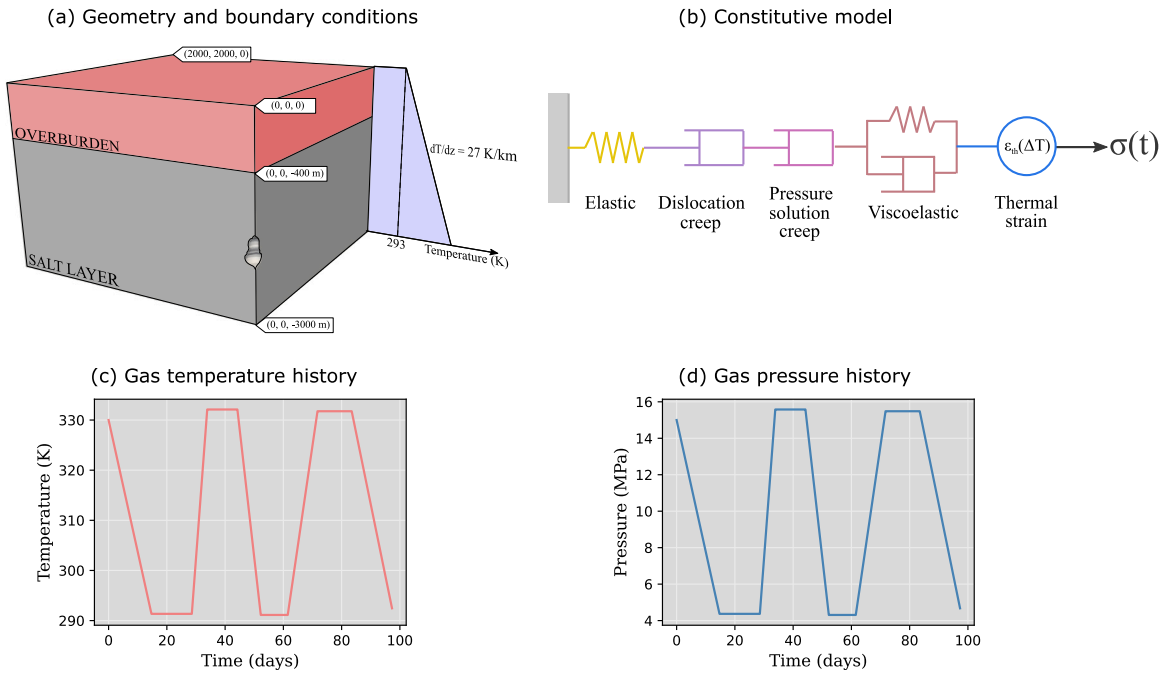 (a) Geometry and boundary conditions
(2000, 2000, 0)
(0, 0, 0)
OVERBURDEN
dT/dz = 27 K/km
(0, 0, -400 m)
SALT LAYER
293
Temperature (K)
(0, 0, -3000 m)
(b) Constitutive model
εth(ΔT)
σ(t)
Elastic
Dislocation
creep
Pressure
solution
creep
Viscoelastic
Thermal
strain
(c) Gas temperature history
Temperature (K)
330
320
310
300
290
0
20
40
60
80
100
Time (days)
(d) Gas pressure history
Pressure (MPa)
16
14
12
10
8
6
4
0
20
40
60
80
100
Time (days)